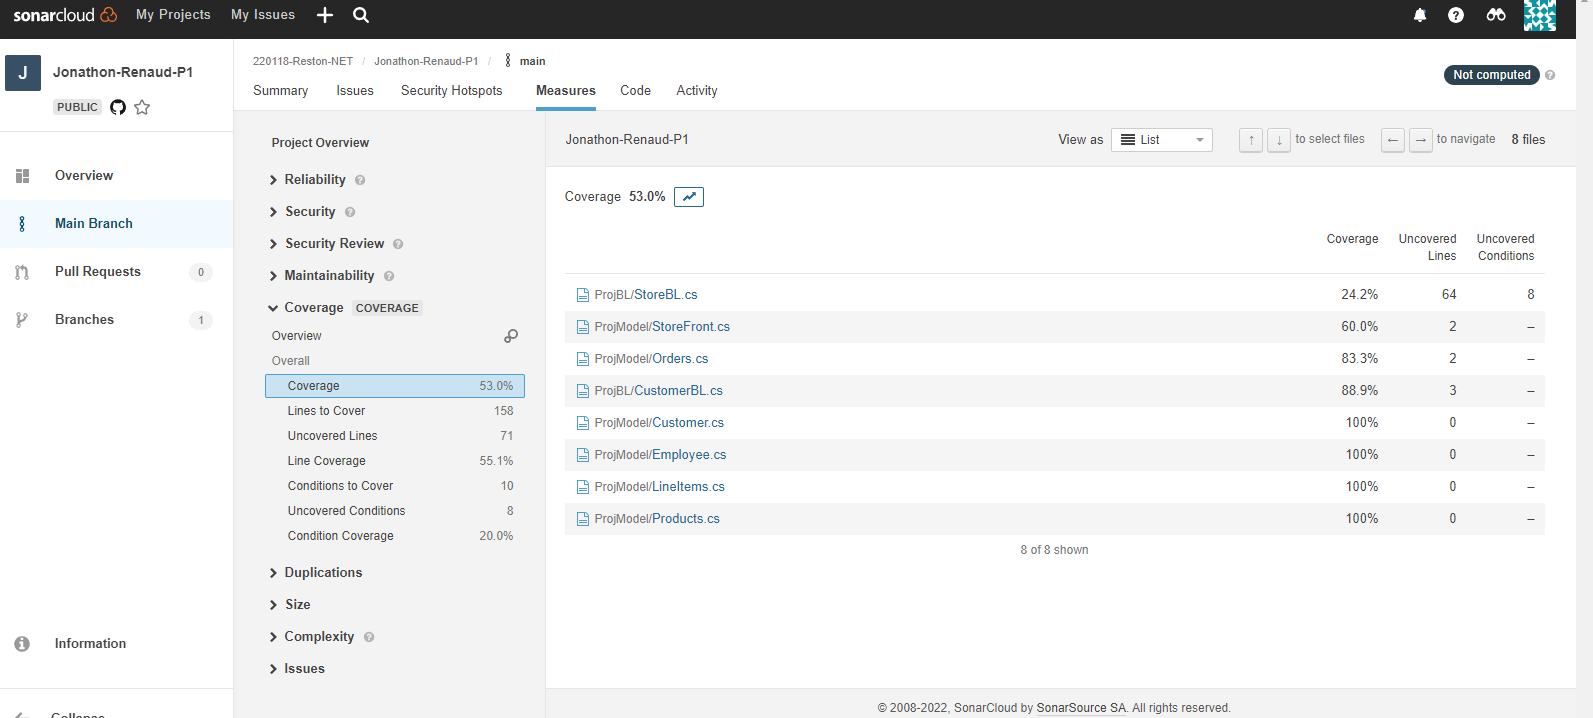 sonarcloud My Projects My Issues
J Jonathon-Renaud-P1
PUBLIC
Overview
Main Branch
Pull Requests 0
Branches 1
Information
Collapse
220118-Reston-NET / Jonathon-Renaud-P1 / main
Not computed
Summary Issues Security Hotspots Measures Code Activity
Project Overview
Reliability
Security
Security Review
Maintainability
Coverage COVERAGE
Overview
Overall
Coverage 53.0%
Lines to Cover 158
Uncovered Lines 71
Line Coverage 55.1%
Conditions to Cover 10
Uncovered Conditions 8
Condition Coverage 20.0%
Duplications
Size
Complexity
Issues
Jonathon-Renaud-P1 View as List ↑ ↓ to select files ← → to navigate 8 files
Coverage 53.0%
Coverage Uncovered Lines Uncovered Conditions
ProjBL/StoreBL.cs 24.2% 64 8
ProjModel/StoreFront.cs 60.0% 2 –
ProjModel/Orders.cs 83.3% 2 –
ProjBL/CustomerBL.cs 88.9% 3 –
ProjModel/Customer.cs 100% 0 –
ProjModel/Employee.cs 100% 0 –
ProjModel/LineItems.cs 100% 0 –
ProjModel/Products.cs 100% 0 –
8 of 8 shown
© 2008-2022, SonarCloud by SonarSource SA. All rights reserved.